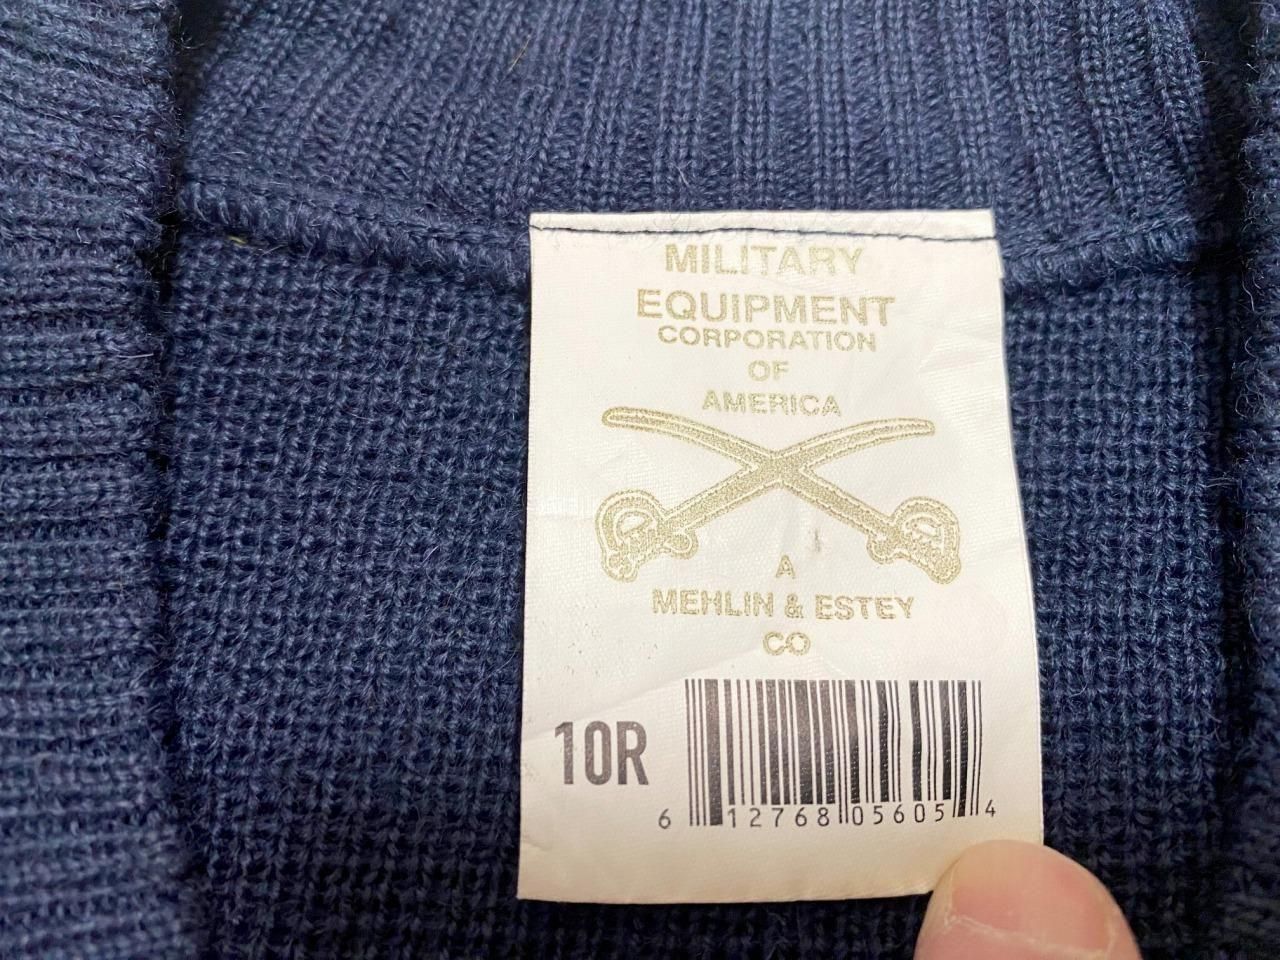 MILITARY
EQUIPMENT
CORPORATION
OF
AMERICA
A
MEHLIN & ESTEY
CO
10R
6 12768 05605 4